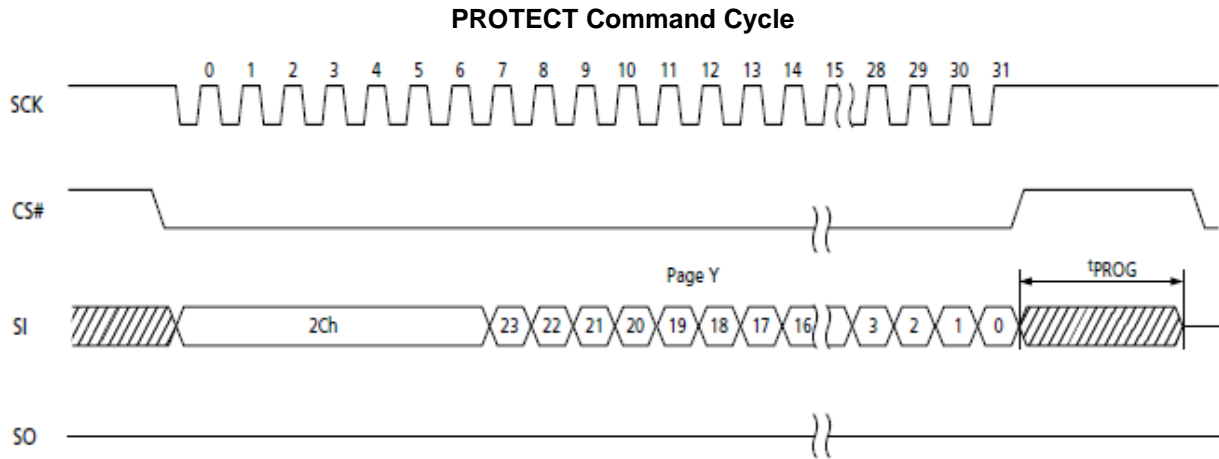 PROTECT Command Cycle
0 1 2 3 4 5 6 7 8 9 10 11 12 13 14 15 28 29 30 31
SCK
CS#
Page Y
tPROG
SI 2Ch 23 22 21 20 19 18 17 16 3 2 1 0
SO